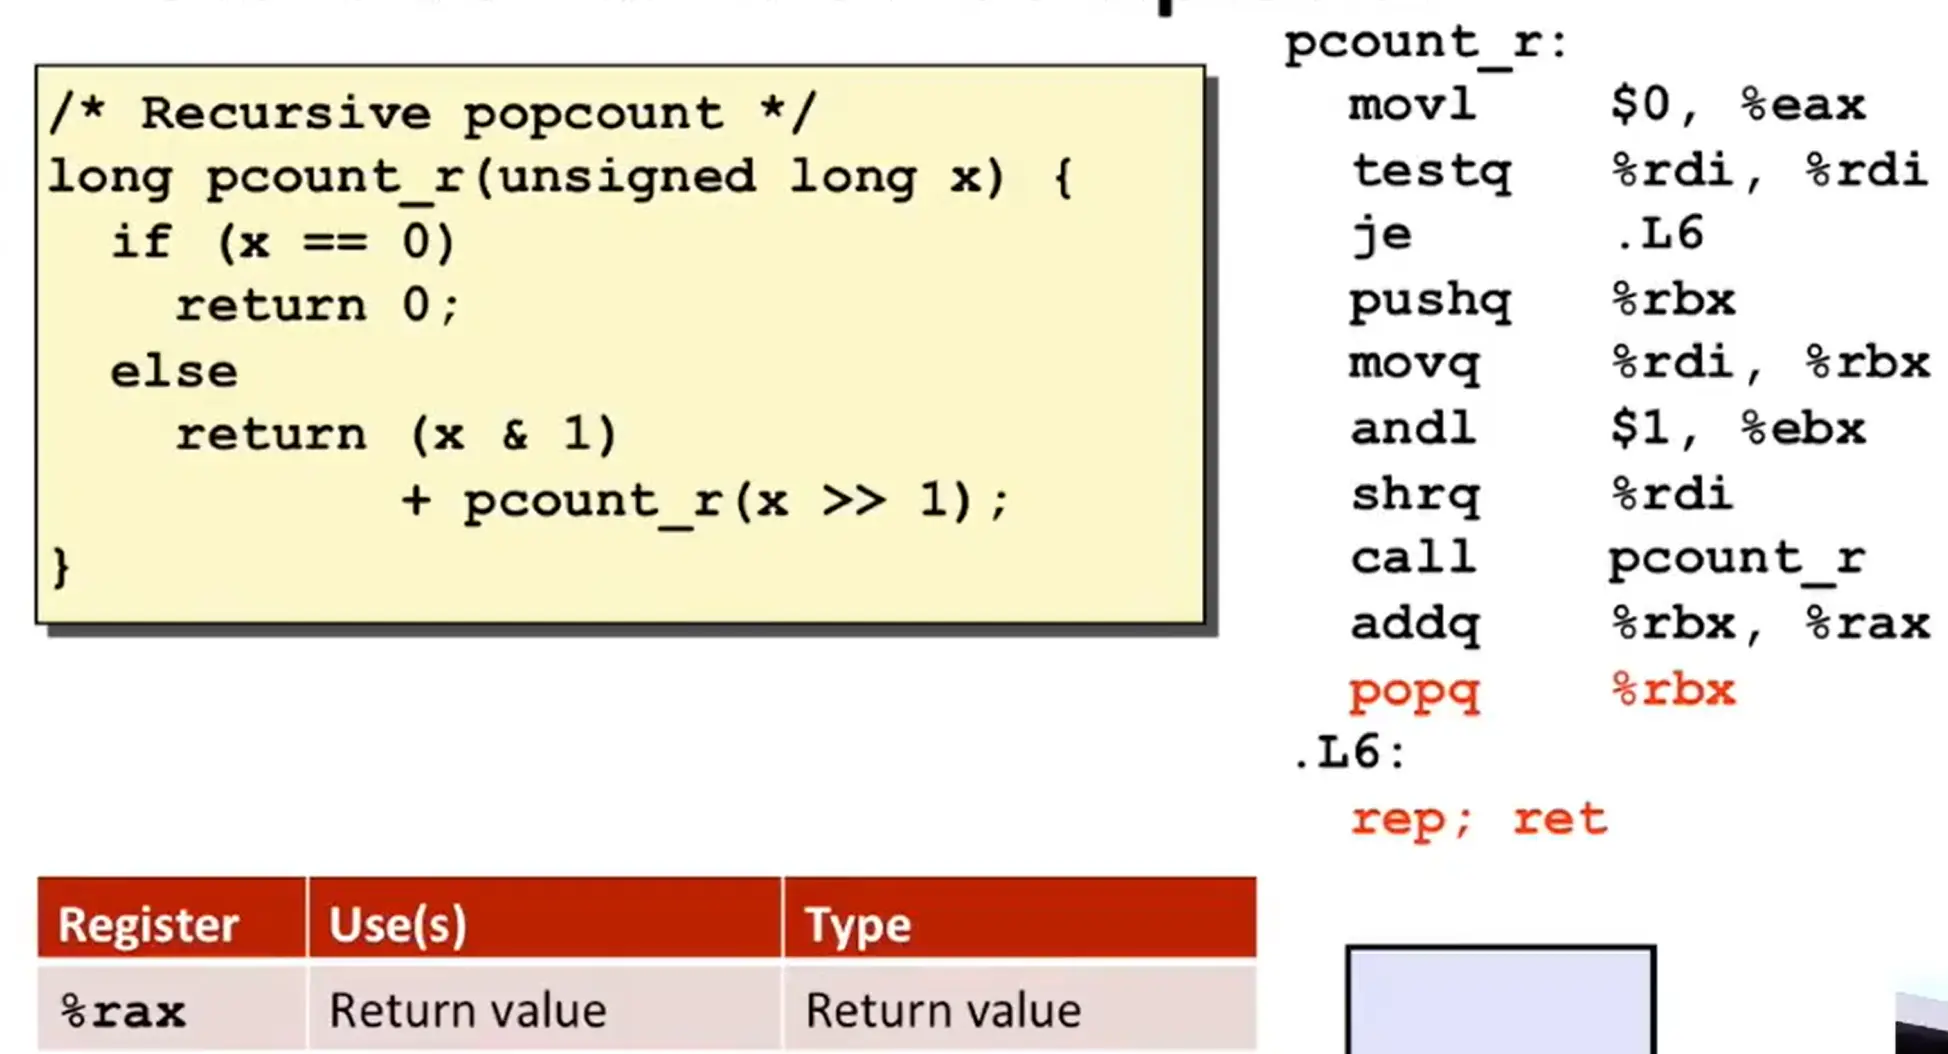 /* Recursive popcount */
long pcount_r(unsigned long x) {
  if (x == 0)
    return 0;
  else
    return (x & 1)
           + pcount_r(x >> 1);
}
pcount_r:
  movl    $0, %eax
  testq   %rdi, %rdi
  je      .L6
  pushq   %rbx
  movq    %rdi, %rbx
  andl    $1, %ebx
  shrq    %rdi
  call    pcount_r
  addq    %rbx, %rax
  popq    %rbx
.L6:
  rep; ret
Register Use(s) Type
%rax Return value Return value